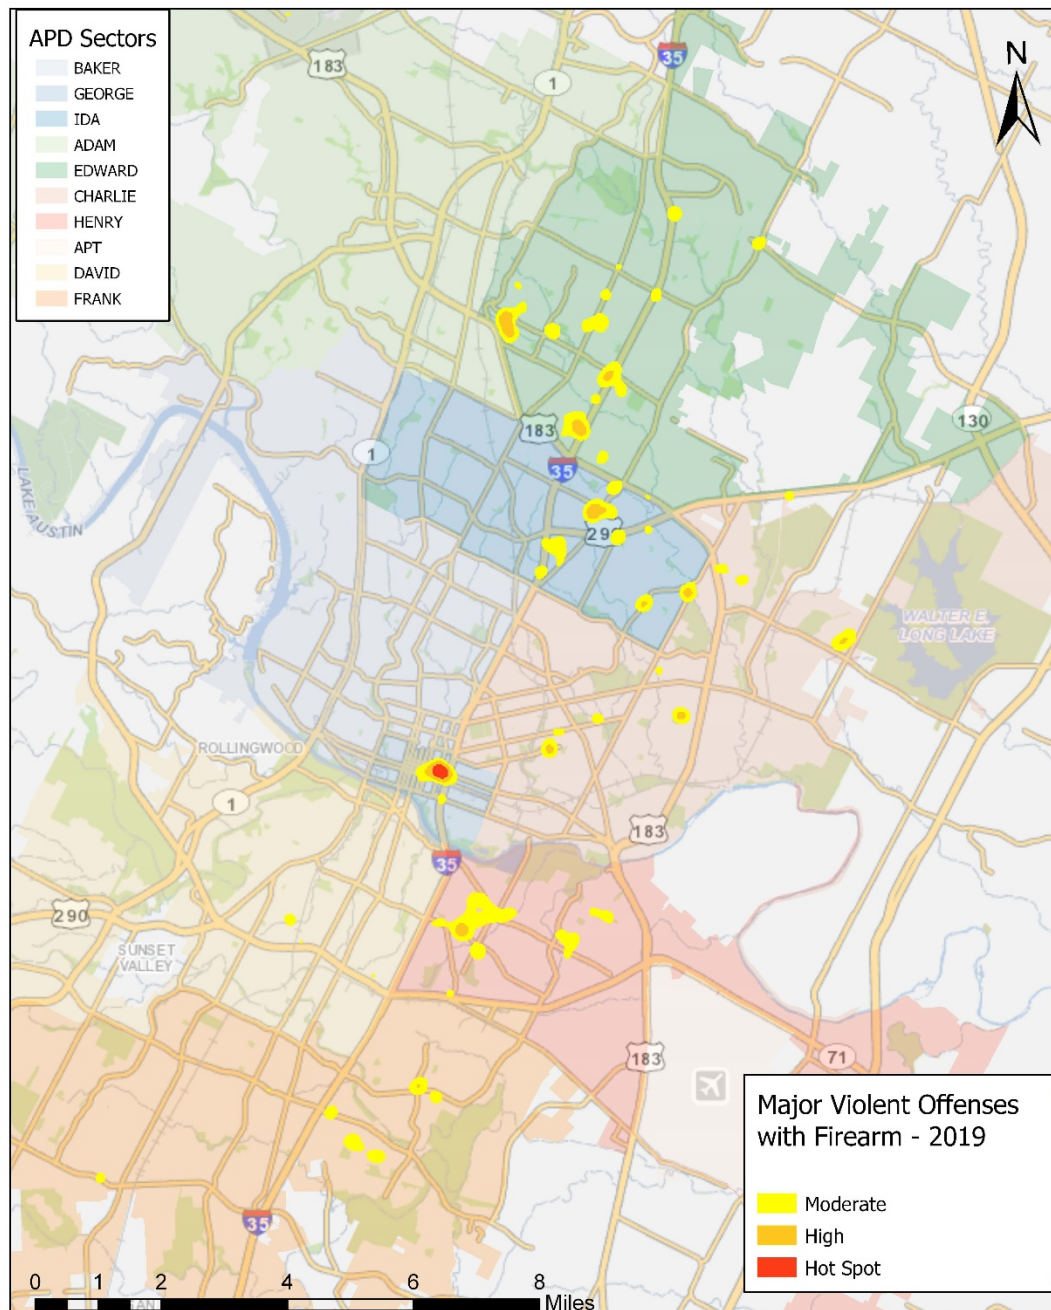 APD Sectors
BAKER
GEORGE
IDA
ADAM
EDWARD
CHARLIE
HENRY
APT
DAVID
FRANK
183
1
35
N
130
183
1
35
290
LAKE AUSTIN
WALTER E.
LONG LAKE
ROLLINGWOOD
1
183
35
290
SUNSET
VALLEY
183
71
35
Major Violent Offenses
with Firearm - 2019
Moderate
High
Hot Spot
0 1 2 4 6 8
Miles